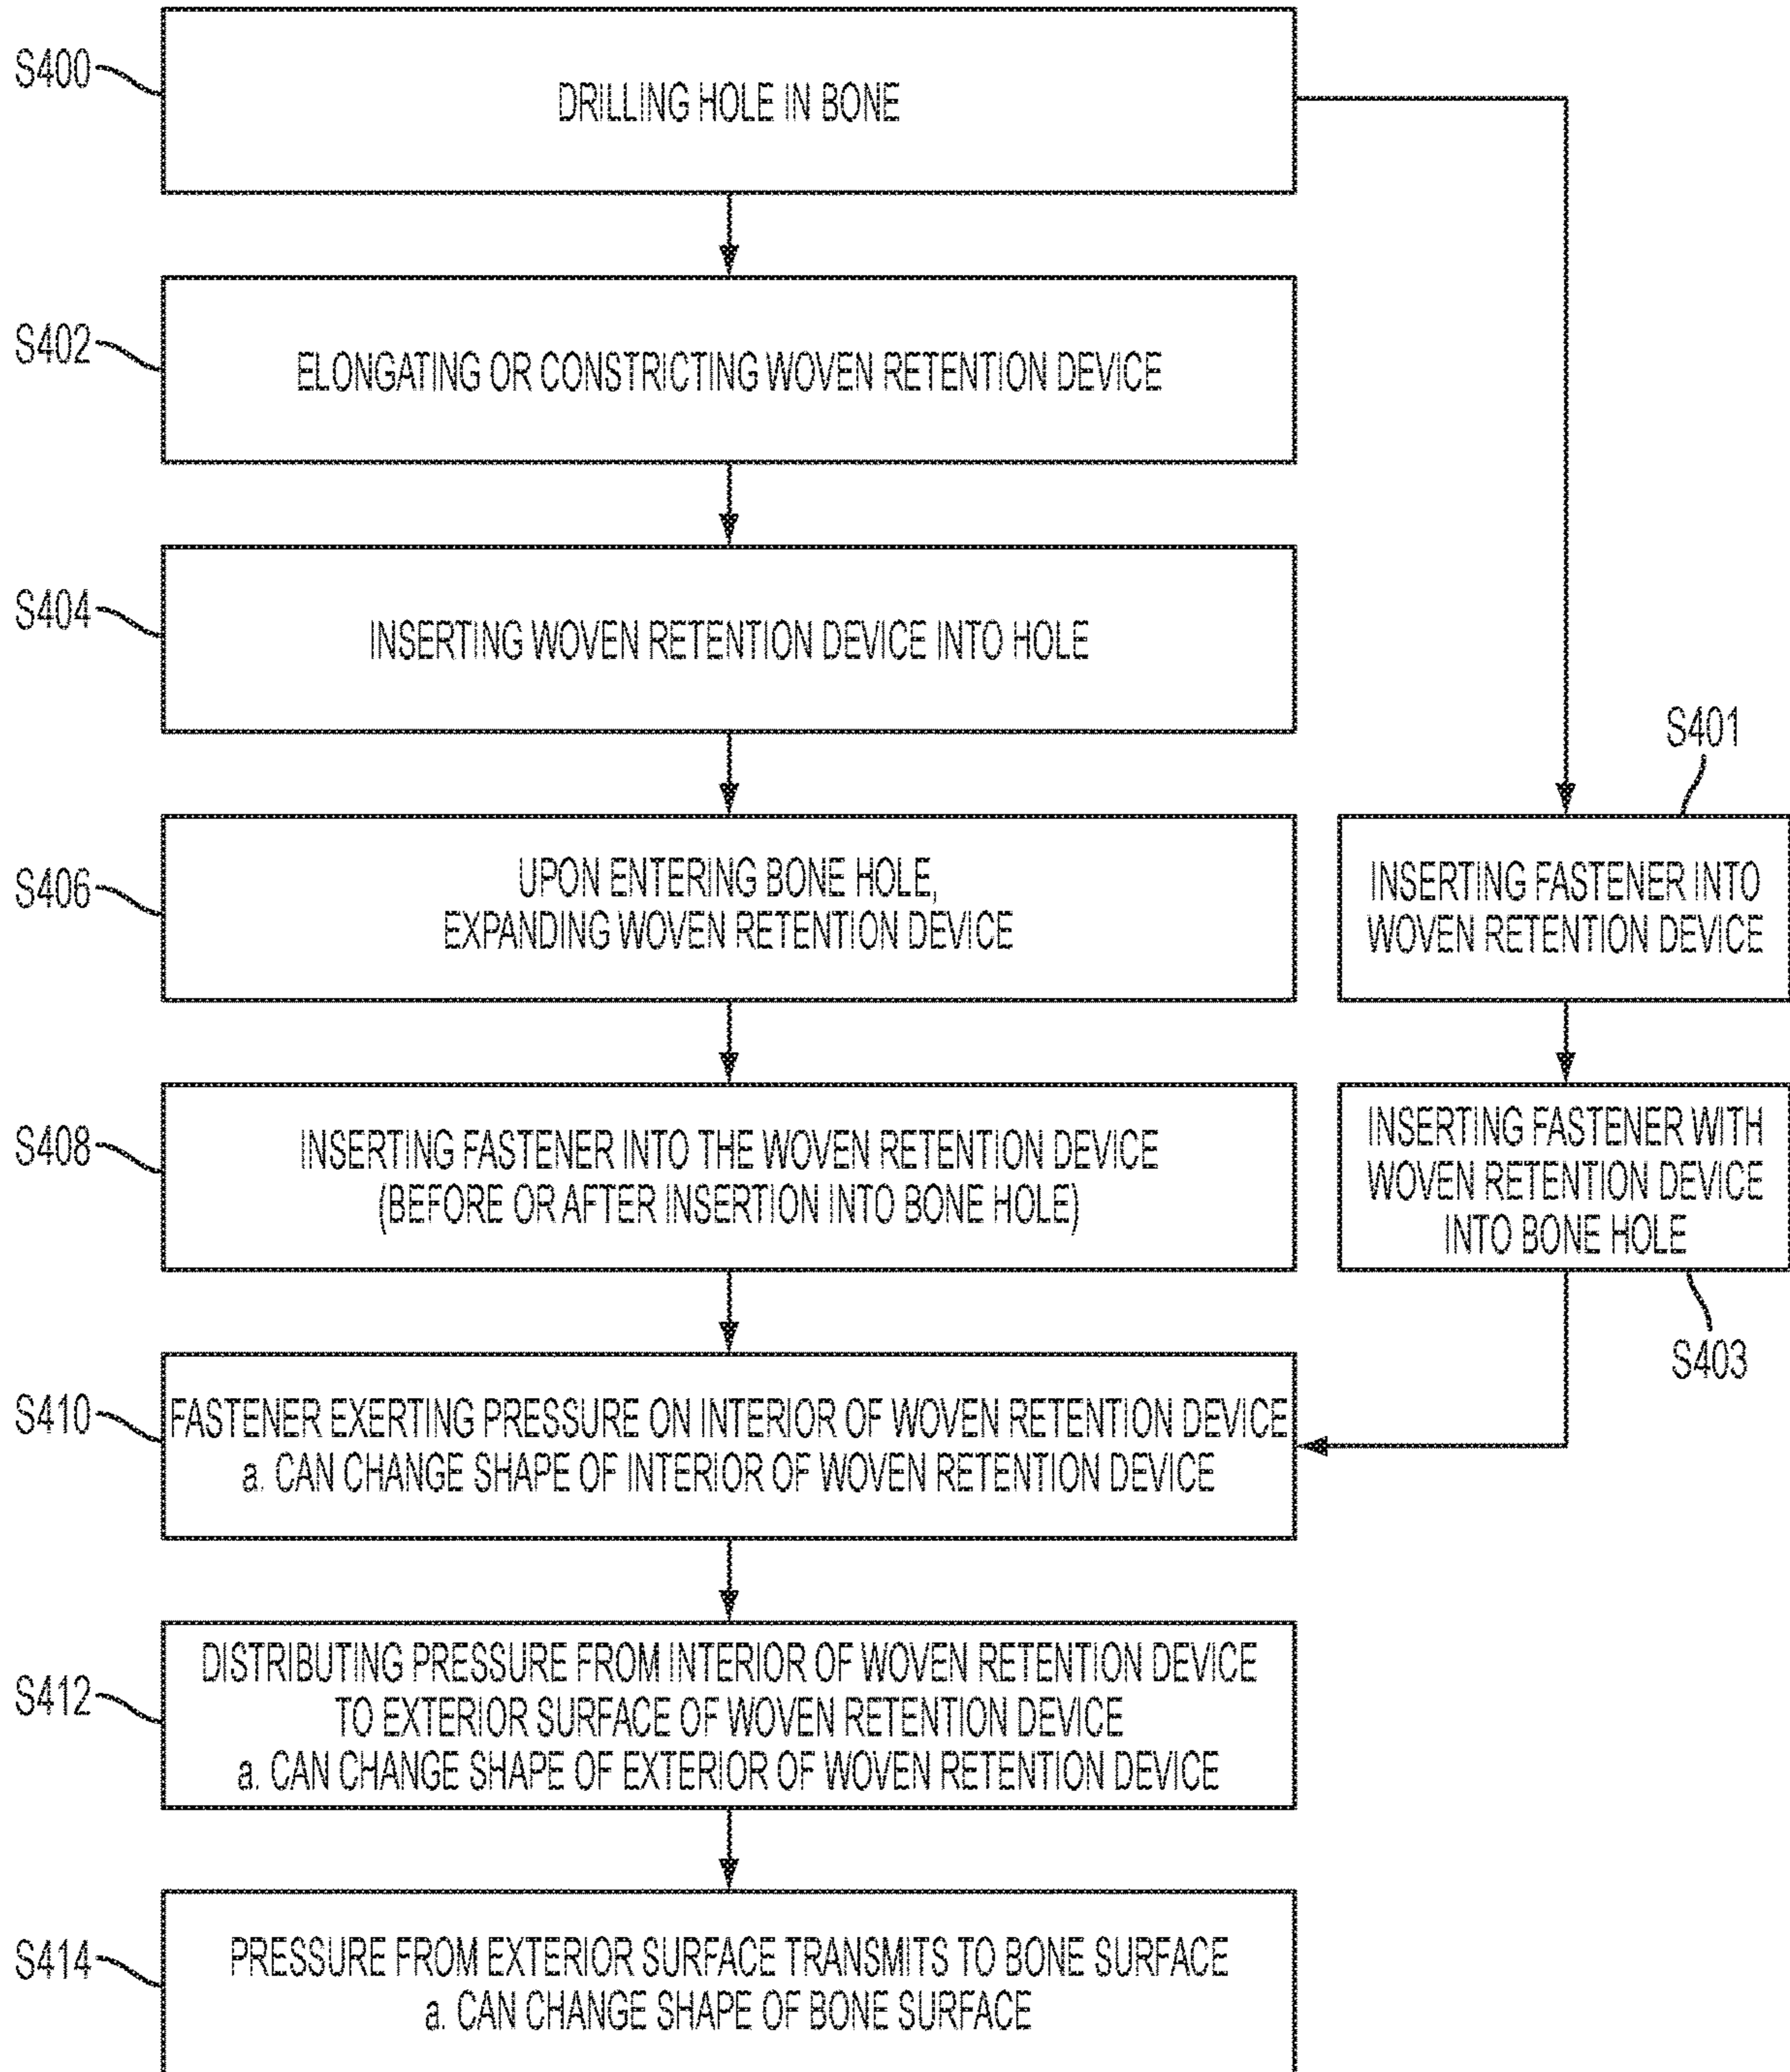 S400
DRILLING HOLE IN BONE
S402
ELONGATING OR CONSTRICTING WOVEN RETENTION DEVICE
S404
INSERTING WOVEN RETENTION DEVICE INTO HOLE
S406
UPON ENTERING BONE HOLE,
EXPANDING WOVEN RETENTION DEVICE
S401
INSERTING FASTENER INTO
WOVEN RETENTION DEVICE
S408
INSERTING FASTENER INTO THE WOVEN RETENTION DEVICE
(BEFORE OR AFTER INSERTION INTO BONE HOLE)
INSERTING FASTENER WITH
WOVEN RETENTION DEVICE
INTO BONE HOLE
S403
S410
FASTENER EXERTING PRESSURE ON INTERIOR OF WOVEN RETENTION DEVICE
a. CAN CHANGE SHAPE OF INTERIOR OF WOVEN RETENTION DEVICE
S412
DISTRIBUTING PRESSURE FROM INTERIOR OF WOVEN RETENTION DEVICE
TO EXTERIOR SURFACE OF WOVEN RETENTION DEVICE
a. CAN CHANGE SHAPE OF EXTERIOR OF WOVEN RETENTION DEVICE
S414
PRESSURE FROM EXTERIOR SURFACE TRANSMITS TO BONE SURFACE
a. CAN CHANGE SHAPE OF BONE SURFACE